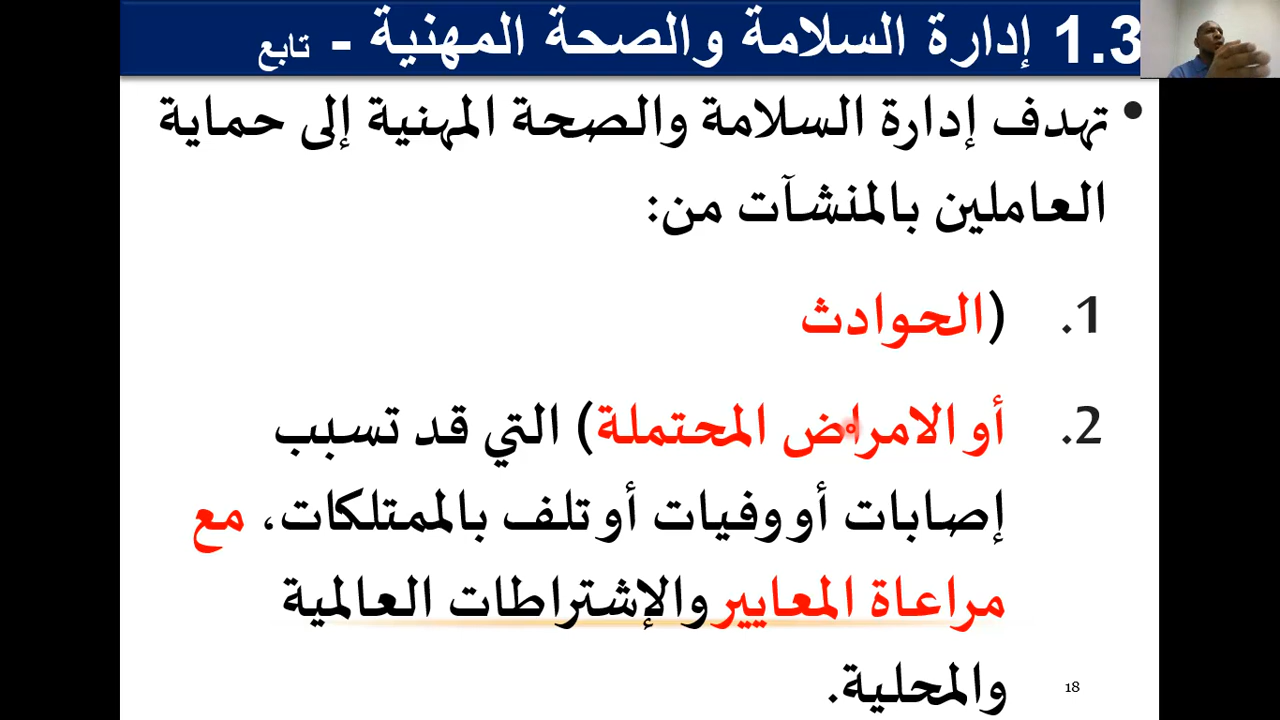 1.3 إدارة السلامة والصحة المهنية - تابع
• تهدف إدارة السلامة والصحة المهنية إلى حماية
العاملين بالمنشآت من:
1. (الحوادث
2. أو الامراض المحتملة) التي قد تسبب
إصابات أو وفيات أو تلف بالممتلكات، مع
مراعاة المعايير والإشتراطات العالمية
والمحلية.
18